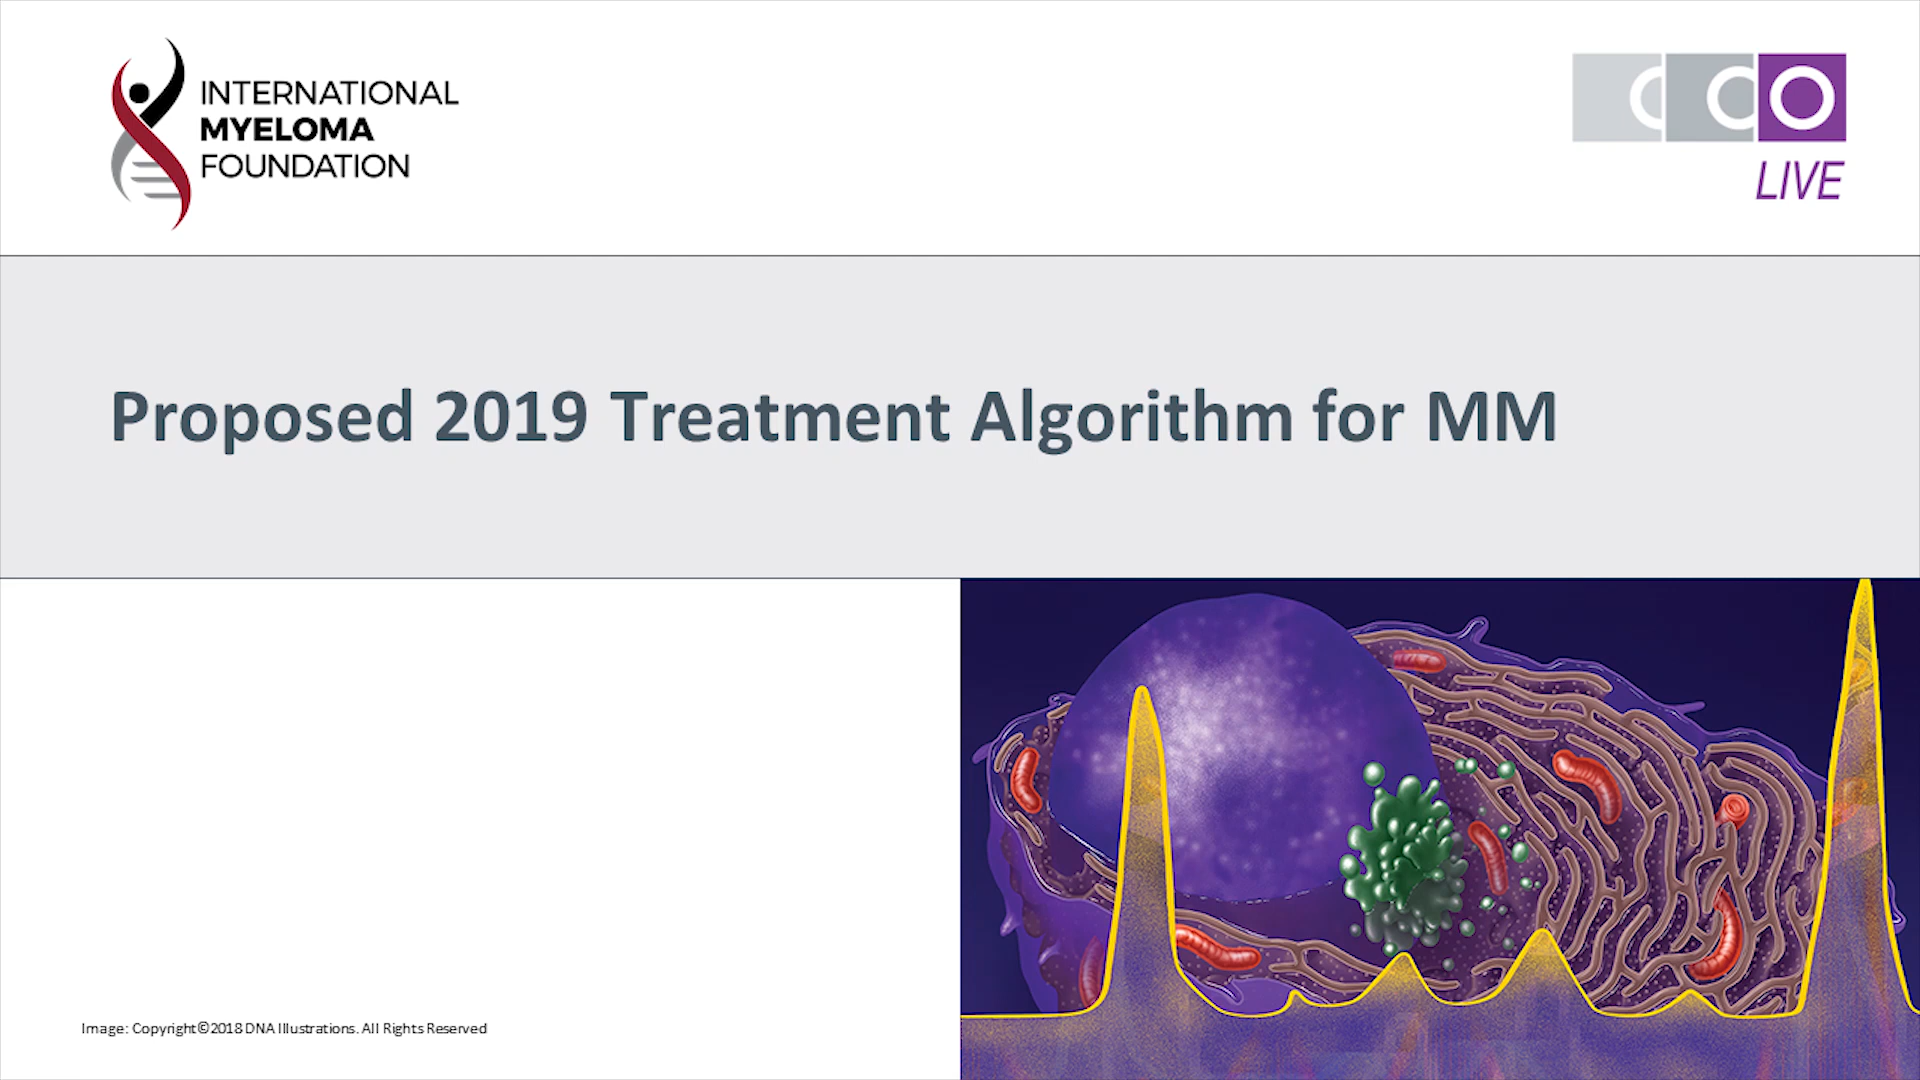 INTERNATIONAL
MYELOMA
FOUNDATION
CCO
LIVE
Proposed 2019 Treatment Algorithm for MM
Image: Copyright©2018 DNA Illustrations. All Rights Reserved